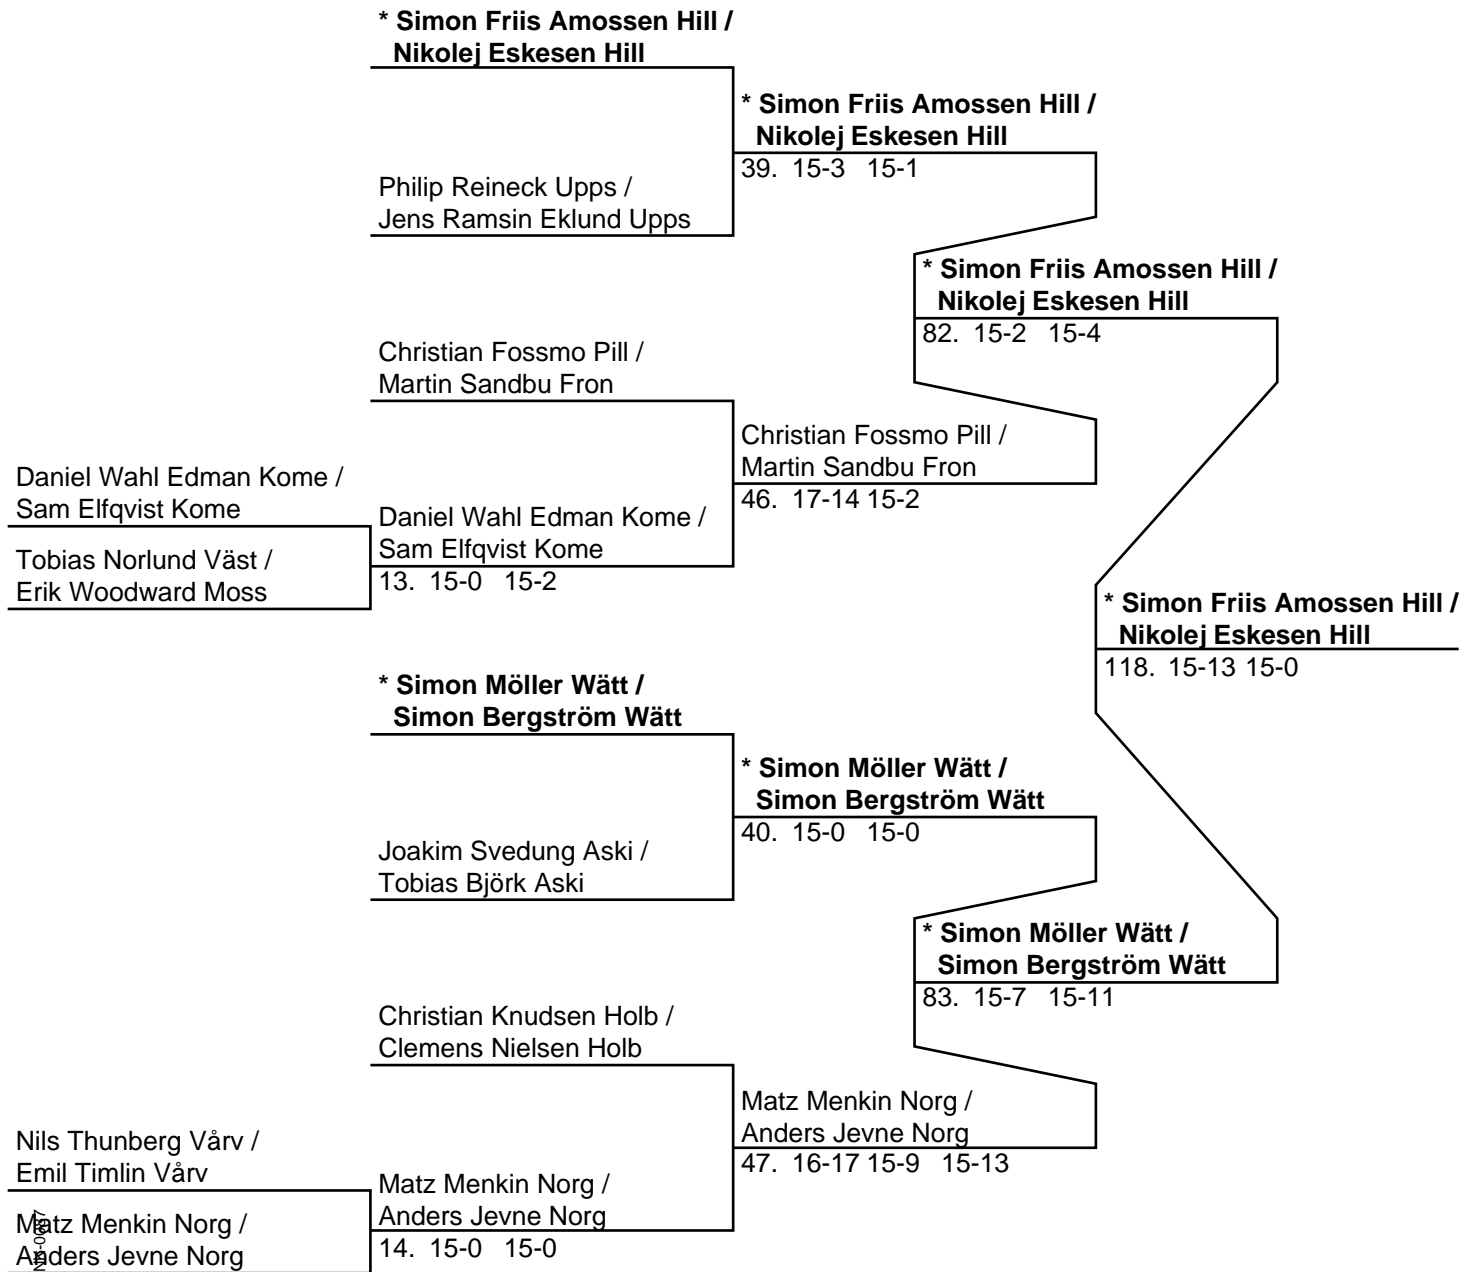 * Simon Friis Amossen Hill /
Nikolej Eskesen Hill
* Simon Friis Amossen Hill /
Nikolej Eskesen Hill
39. 15-3 15-1
Philip Reineck Upps /
Jens Ramsin Eklund Upps
* Simon Friis Amossen Hill /
Nikolej Eskesen Hill
82. 15-2 15-4
Christian Fossmo Pill /
Martin Sandbu Fron
Christian Fossmo Pill /
Martin Sandbu Fron
46. 17-14 15-2
Daniel Wahl Edman Kome /
Sam Elfqvist Kome
Daniel Wahl Edman Kome /
Sam Elfqvist Kome
13. 15-0 15-2
Tobias Norlund Väst /
Erik Woodward Moss
* Simon Friis Amossen Hill /
Nikolej Eskesen Hill
118. 15-13 15-0
* Simon Möller Wätt /
Simon Bergström Wätt
* Simon Möller Wätt /
Simon Bergström Wätt
40. 15-0 15-0
Joakim Svedung Aski /
Tobias Björk Aski
* Simon Möller Wätt /
Simon Bergström Wätt
83. 15-7 15-11
Christian Knudsen Holb /
Clemens Nielsen Holb
Matz Menkin Norg /
Anders Jevne Norg
47. 16-17 15-9 15-13
Nils Thunberg Vårv /
Emil Timlin Vårv
Matz Menkin Norg /
Anders Jevne Norg
14. 15-0 15-0
Matz Menkin Norg /
Anders Jevne Norg